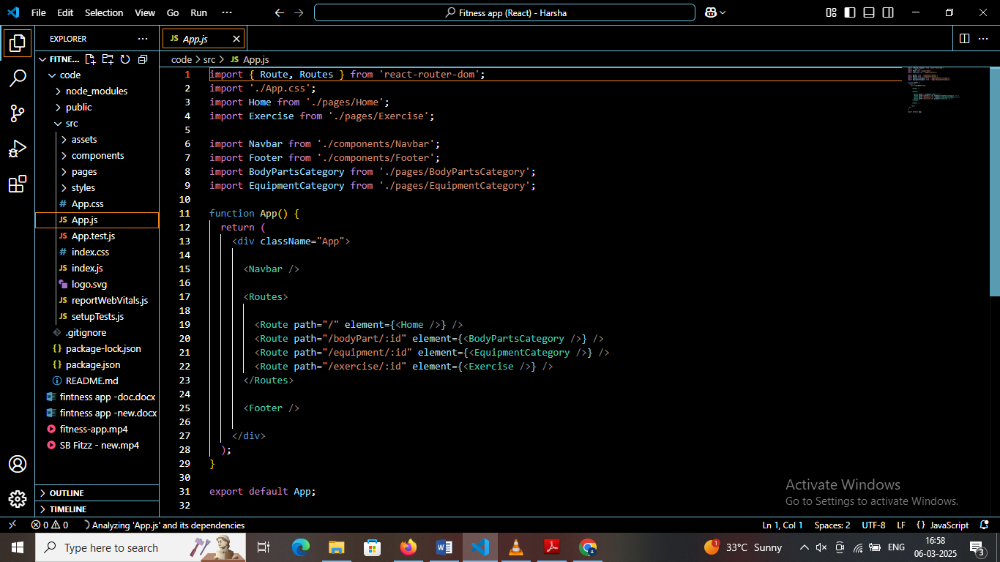 File Edit Selection View Go Run ··· Fitness app (React) - Harsha
EXPLORER ···
FITNE...
code
node_modules
public
src
assets
components
pages
styles
# App.css
JS App.js
JS App.test.js
# index.css
JS index.js
logo.svg
JS reportWebVitals.js
JS setupTests.js
.gitignore
{} package-lock.json
{} package.json
README.md
fintness app -doc.docx
fintness app -new.docx
fitness-app.mp4
SB Fitzz - new.mp4
OUTLINE
TIMELINE
JS App.js
code > src > JS App.js
1 import { Route, Routes } from 'react-router-dom';
2 import './App.css';
3 import Home from './pages/Home';
4 import Exercise from './pages/Exercise';
5
6 import Navbar from './components/Navbar';
7 import Footer from './components/Footer';
8 import BodyPartsCategory from './pages/BodyPartsCategory';
9 import EquipmentCategory from './pages/EquipmentCategory';
10
11 function App() {
12 return (
13 <div className="App">
14
15 <Navbar />
16
17 <Routes>
18
19 <Route path="/" element={<Home />} />
20 <Route path="/bodyPart/:id" element={<BodyPartsCategory />} />
21 <Route path="/equipment/:id" element={<EquipmentCategory />} />
22 <Route path="/exercise/:id" element={<Exercise />} />
23 </Routes>
24
25 <Footer />
26
27 </div>
28 );
29 }
30
31 export default App;
32
Activate Windows
Go to Settings to activate Windows.
0 0 Analyzing 'App.js' and its dependencies Ln 1, Col 1 Spaces: 2 UTF-8 LF {} JavaScript
Type here to search 33°C Sunny ENG 16:58
06-03-2025 3